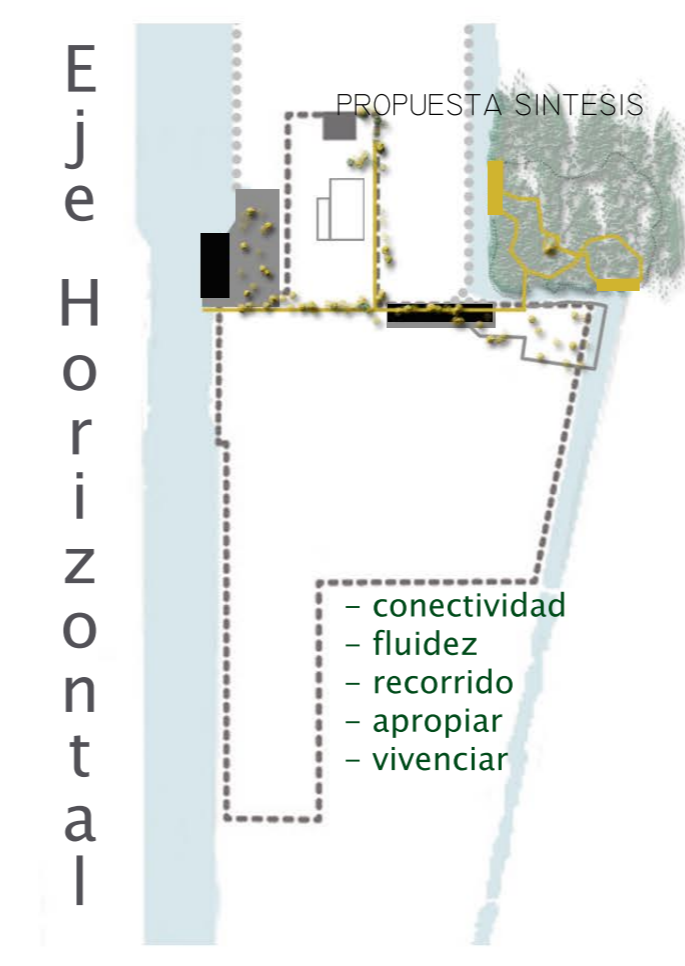 Eje Horizontal
PROPUESTA SINTESIS
– conectividad
– fluidez
– recorrido
– apropiar
– vivenciar